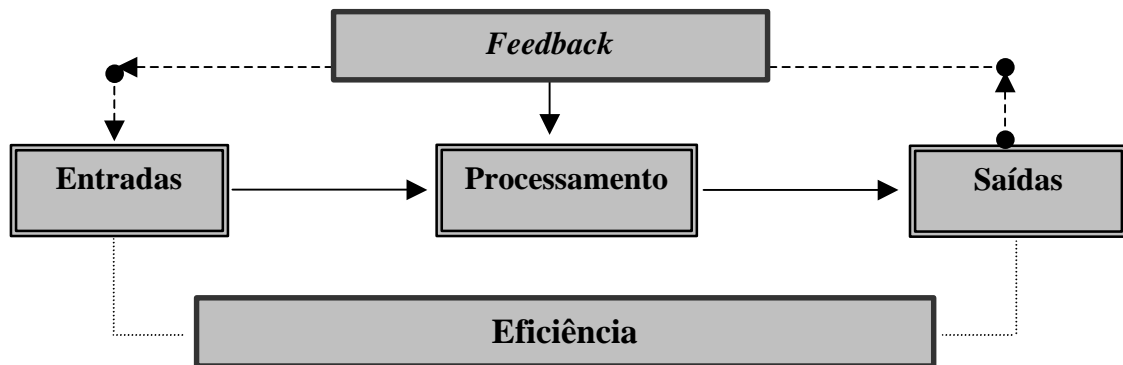 Feedback
Entradas
Processamento
Saídas
Eficiência